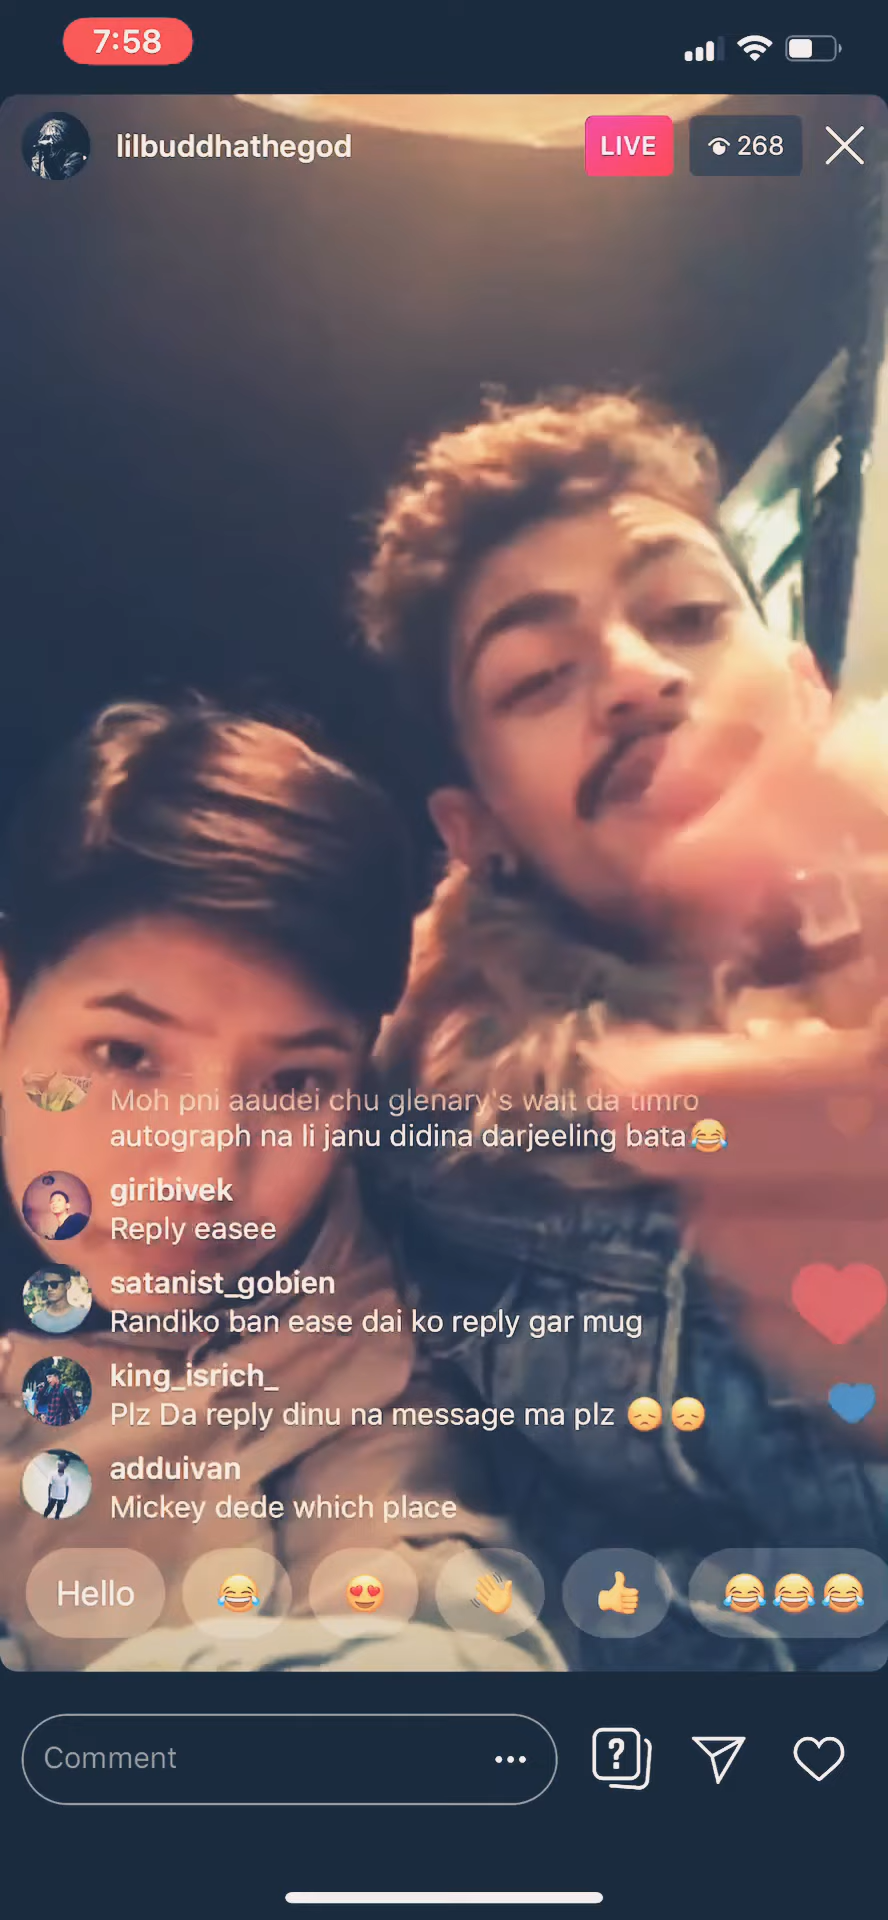 7:58
lilbuddhathegod
LIVE
268
Moh pni aaudei chu glenary's wait da timro
autograph na li janu didina darjeeling bata😂
giribivek
Reply easee
satanist_gobien
Randiko ban ease dai ko reply gar mug
king_isrich_
Plz Da reply dinu na message ma plz 😞😞
adduivan
Mickey dede which place
Hello 😂 😍 👋 👍 😂😂😂
Comment